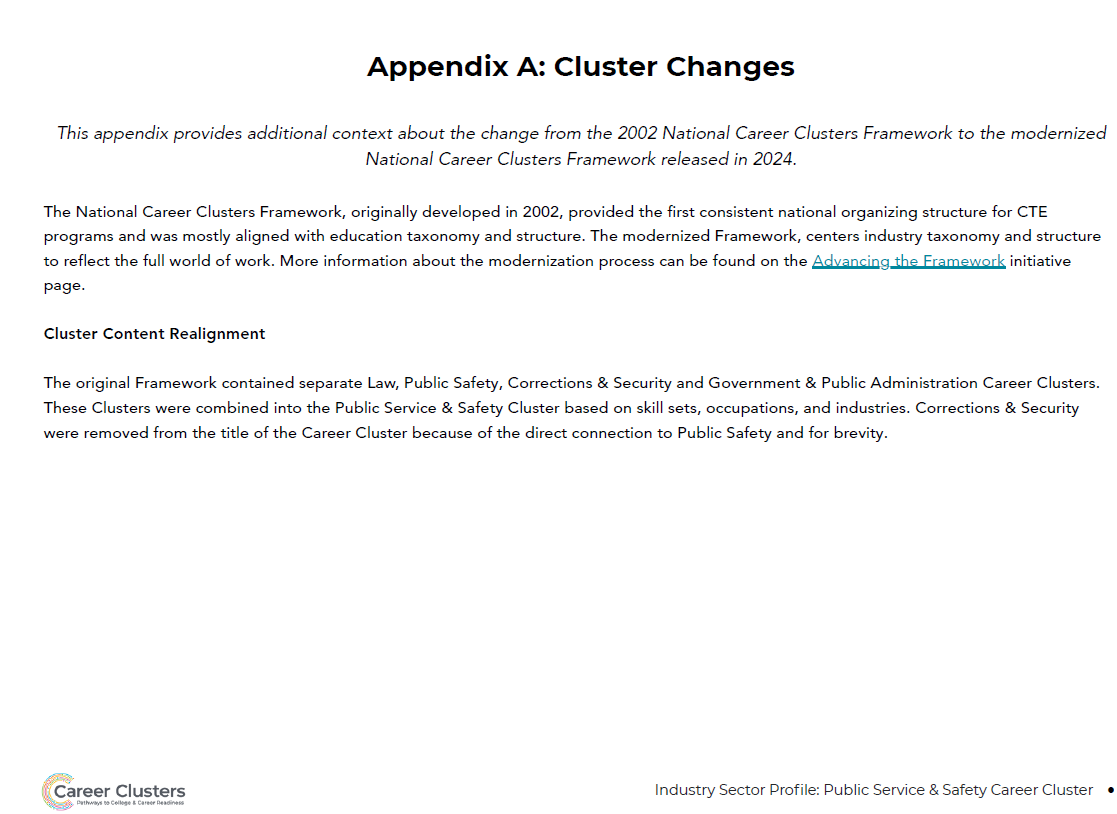 Appendix A: Cluster Changes
This appendix provides additional context about the change from the 2002 National Career Clusters Framework to the modernized
National Career Clusters Framework released in 2024.
The National Career Clusters Framework, originally developed in 2002, provided the first consistent national organizing structure for CTE
programs and was mostly aligned with education taxonomy and structure. The modernized Framework, centers industry taxonomy and structure
to reflect the full world of work. More information about the modernization process can be found on the Advancing the Framework initiative
page.
Cluster Content Realignment
The original Framework contained separate Law, Public Safety, Corrections & Security and Government & Public Administration Career Clusters.
These Clusters were combined into the Public Service & Safety Cluster based on skill sets, occupations, and industries. Corrections & Security
were removed from the title of the Career Cluster because of the direct connection to Public Safety and for brevity.
Career Clusters
Pathways to College & Career Readiness
Industry Sector Profile: Public Service & Safety Career Cluster •